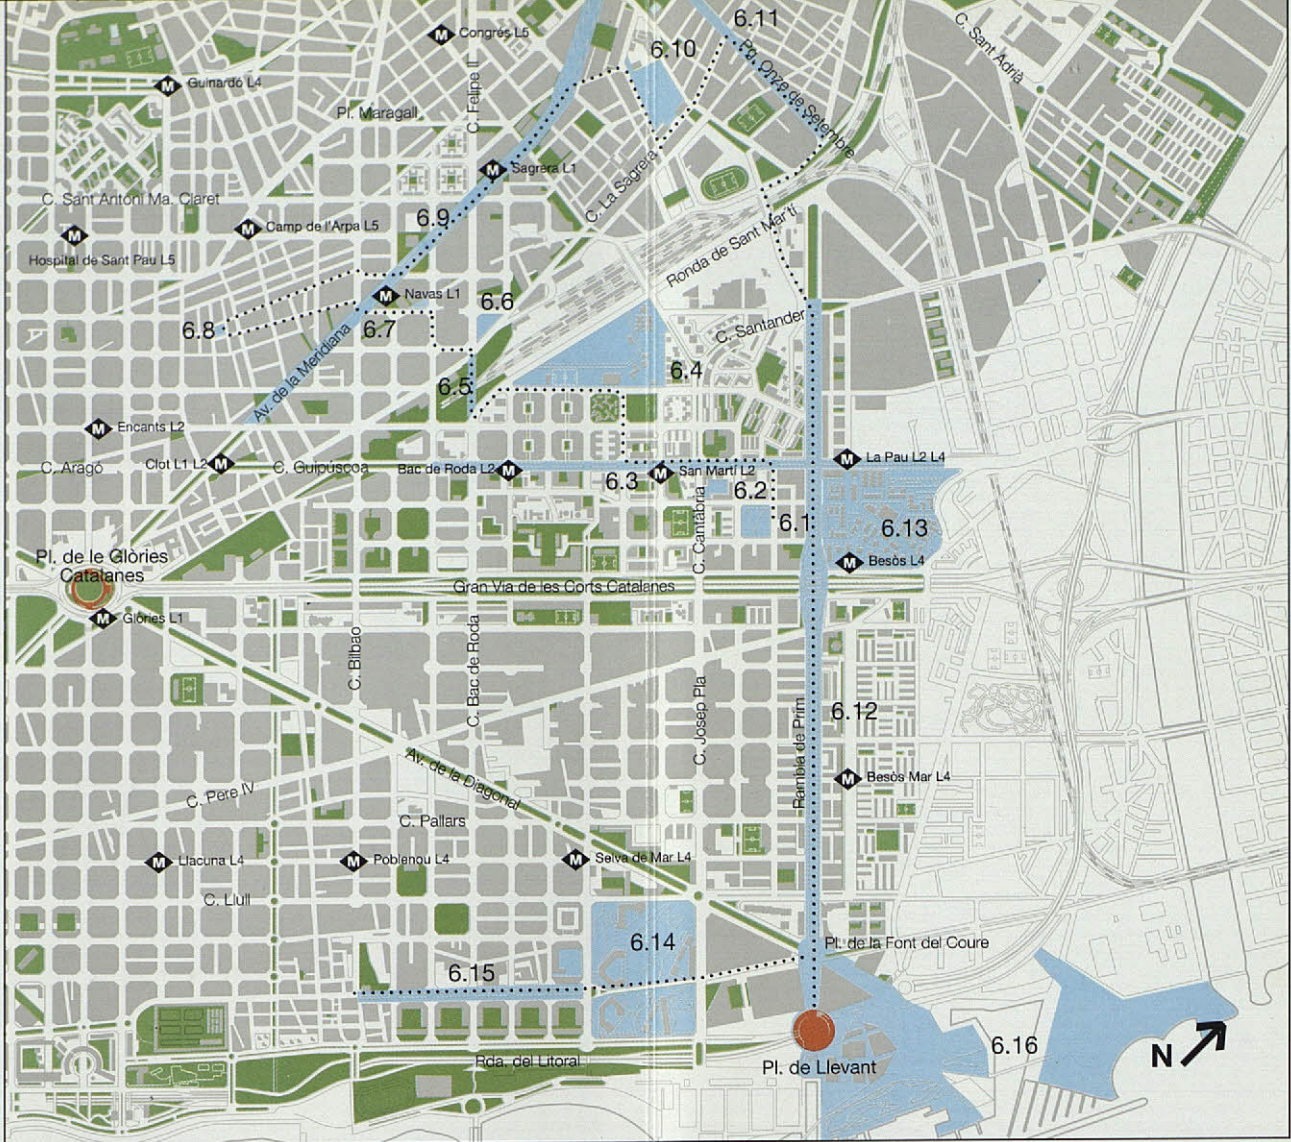 6.11
C. Sant Adrià
Congrés L5
6.10
Pg. Onze de Setembre
Guinardó L4
C. Felipe II
Pl. Maragall
Sagrera L1
C. La Sagrera
C. Sant Antoni Ma. Claret
6.9
Camp de l'Arpa L5
Ronda de Sant Martí
Hospital de Sant Pau L5
Navas L1
6.6
6.8
6.7
C. Santander
Av. de la Meridiana
6.4
6.5
Encants L2
C. Aragó
Clot L1 L2
C. Guipúscoa
Bac de Roda L2
6.3
San Martí L2
La Pau L2 L4
6.2
C. Cantàbria
6.1
6.13
Pl. de le Glòries
Catalanes
Besòs L4
Gran Via de les Corts Catalanes
Glòries L1
C. Bilbao
C. Bac de Roda
C. Josep Pla
6.12
Rambla de Prim
Av. de la Diagonal
Besòs Mar L4
C. Pere IV
C. Pallars
Llacuna L4
Poblenou L4
Selva de Mar L4
C. Llull
6.14
Pl. de la Font del Coure
6.15
6.16
Rda. del Litoral
Pl. de Llevant
N